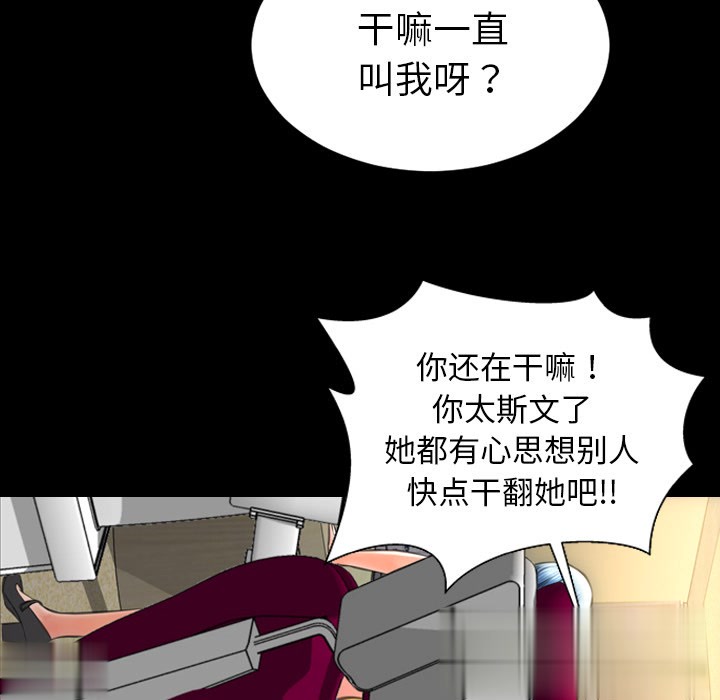 干嘛一直
叫我呀？
你还在干嘛！
你太斯文了
她都有心思想别人
快点干翻她吧!!